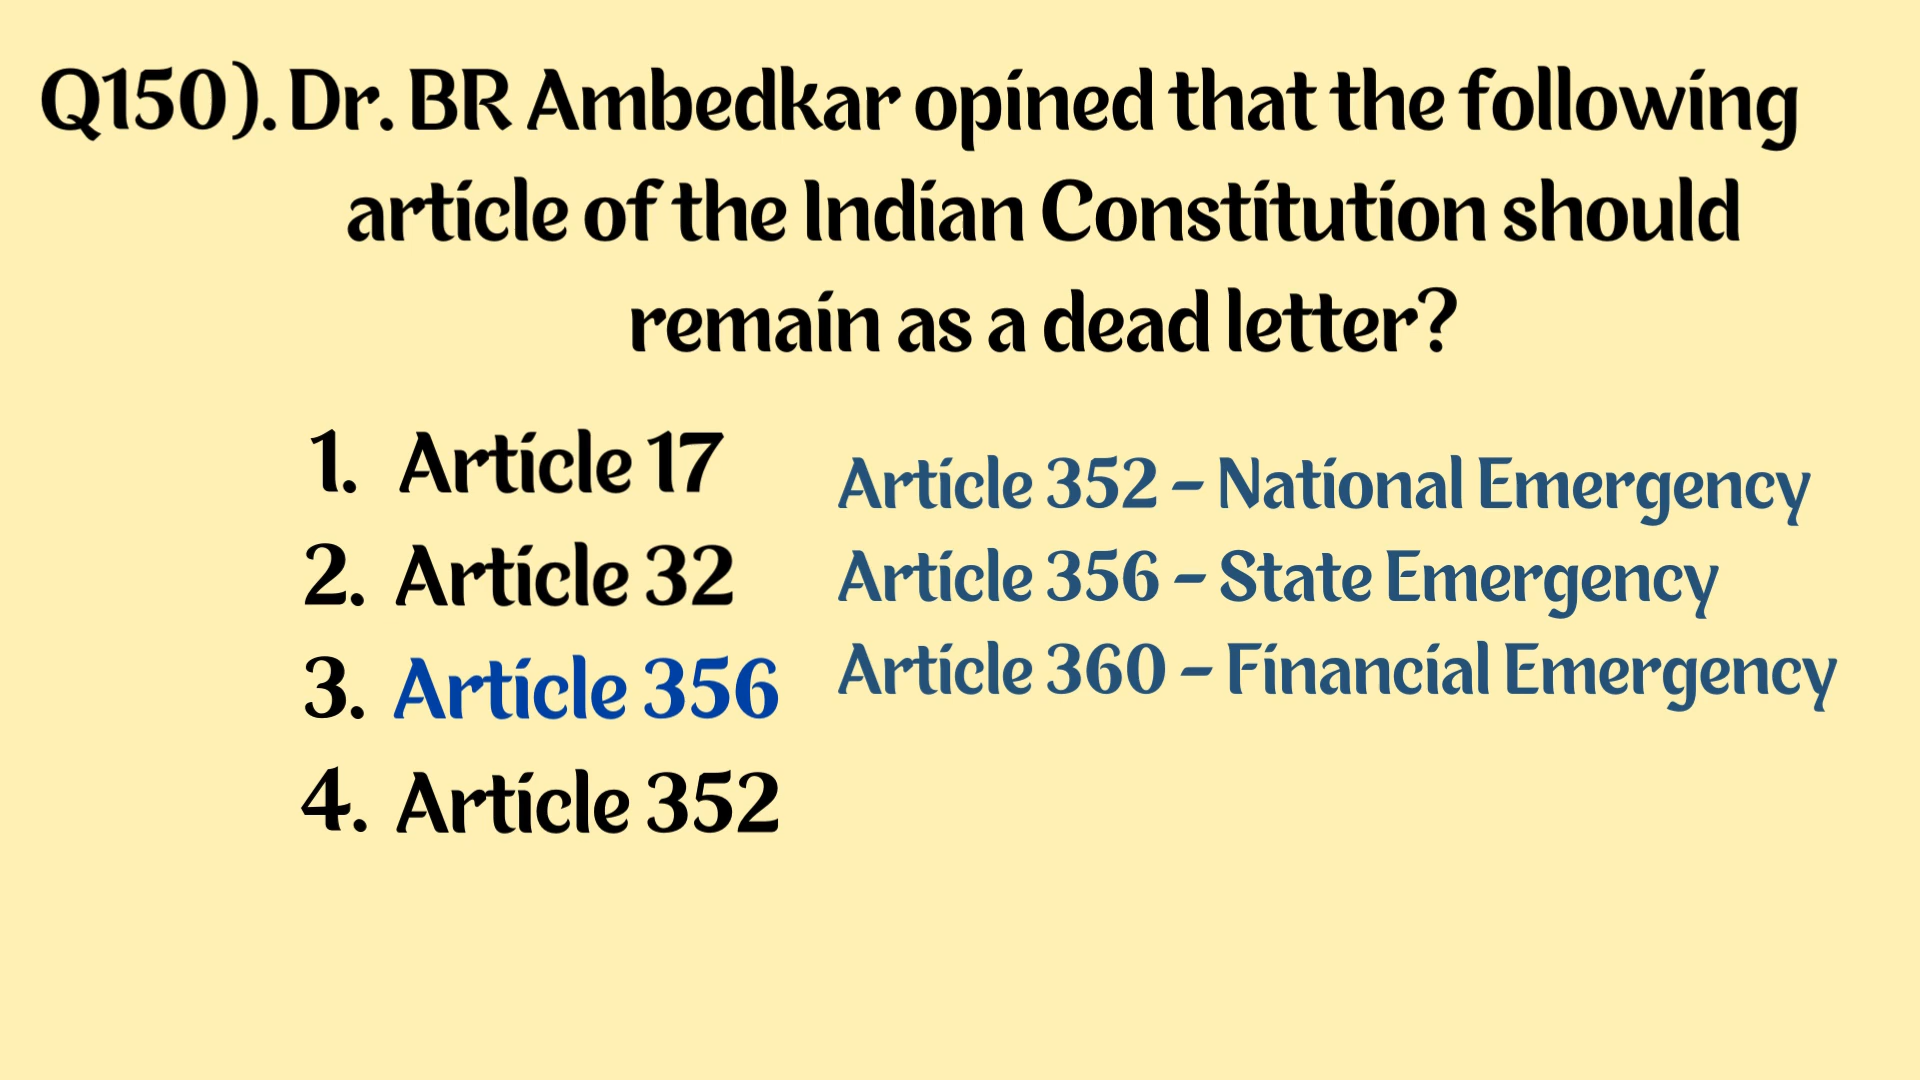 Q150). Dr. BR Ambedkar opined that the following
article of the Indian Constitution should
remain as a dead letter?
1. Article 17
2. Article 32
3. Article 356
4. Article 352
Article 352 - National Emergency
Article 356 - State Emergency
Article 360 - Financial Emergency